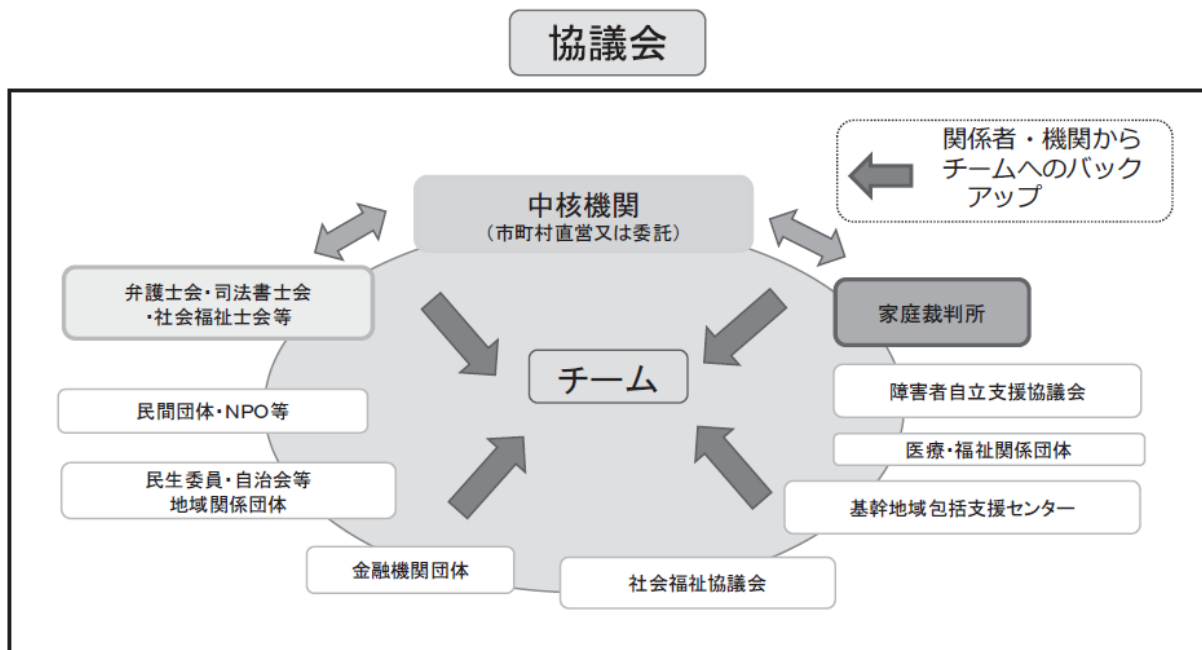 協議会
関係者・機関から
チームへのバック
アップ
中核機関
（市町村直営又は委託）
弁護士会・司法書士会
・社会福祉士会等
家庭裁判所
チーム
障害者自立支援協議会
民間団体・NPO等
医療・福祉関係団体
民生委員・自治会等
地域関係団体
基幹地域包括支援センター
金融機関団体
社会福祉協議会